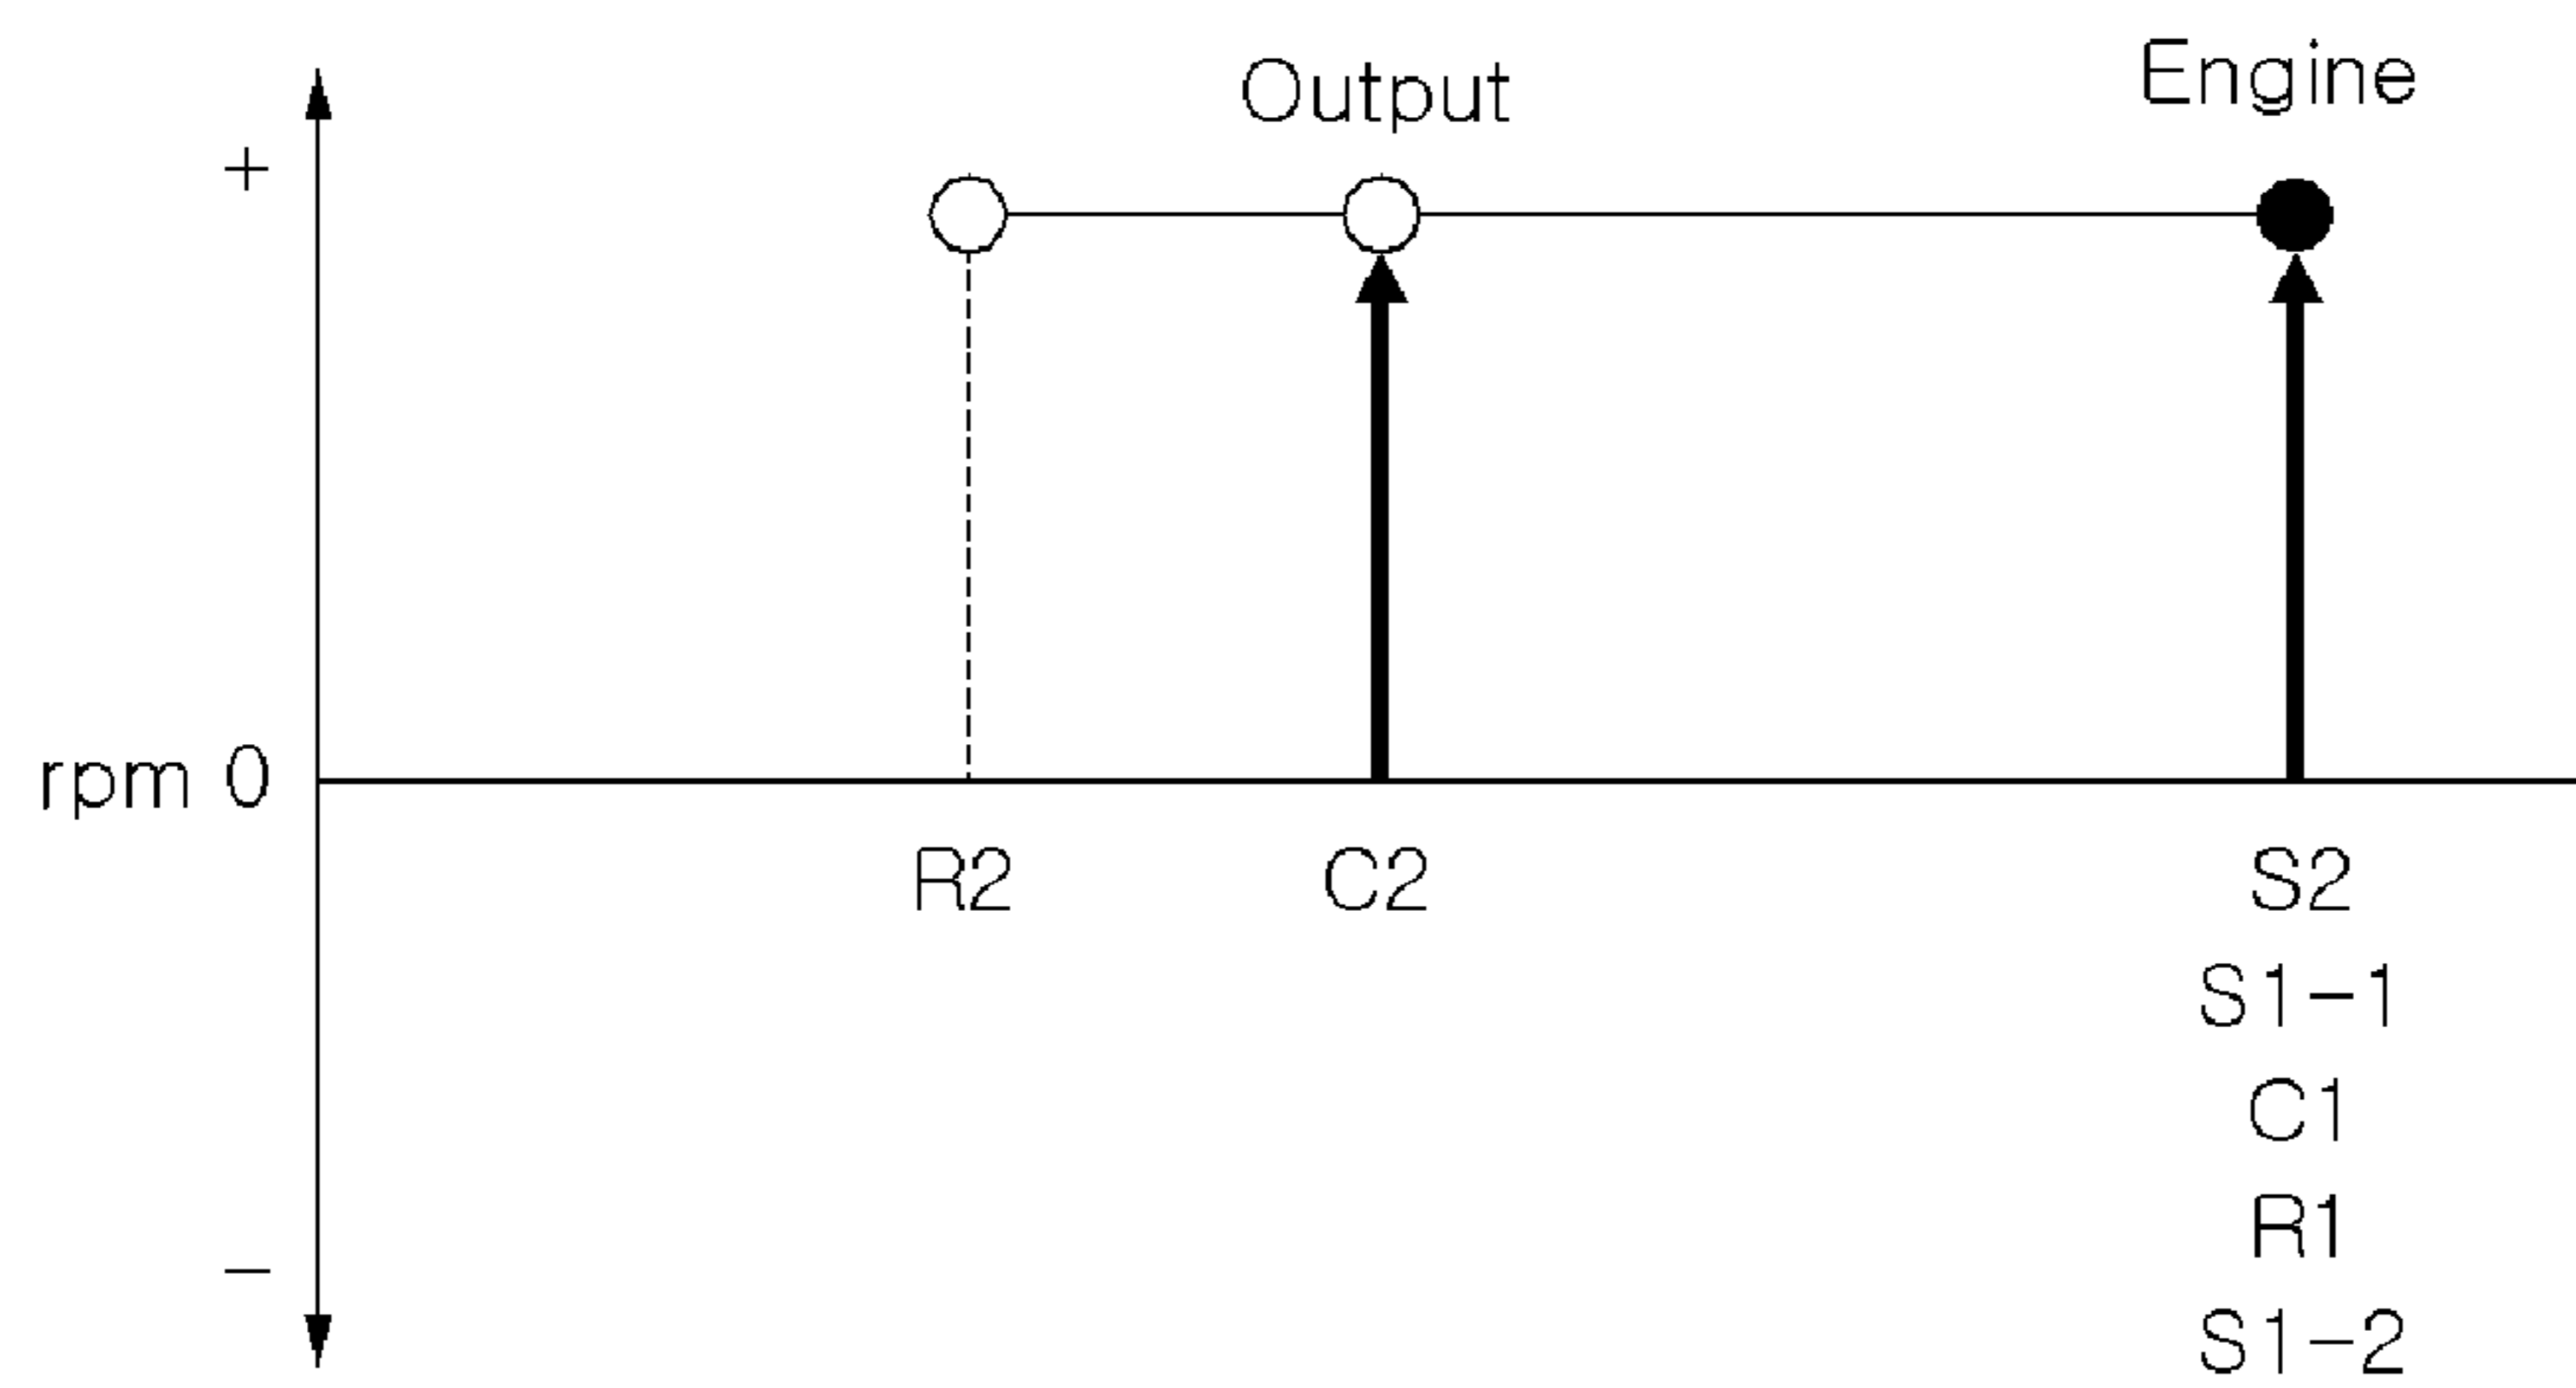 Output
Engine
+
rpm 0
R2
C2
S2
S1-1
C1
R1
S1-2
-